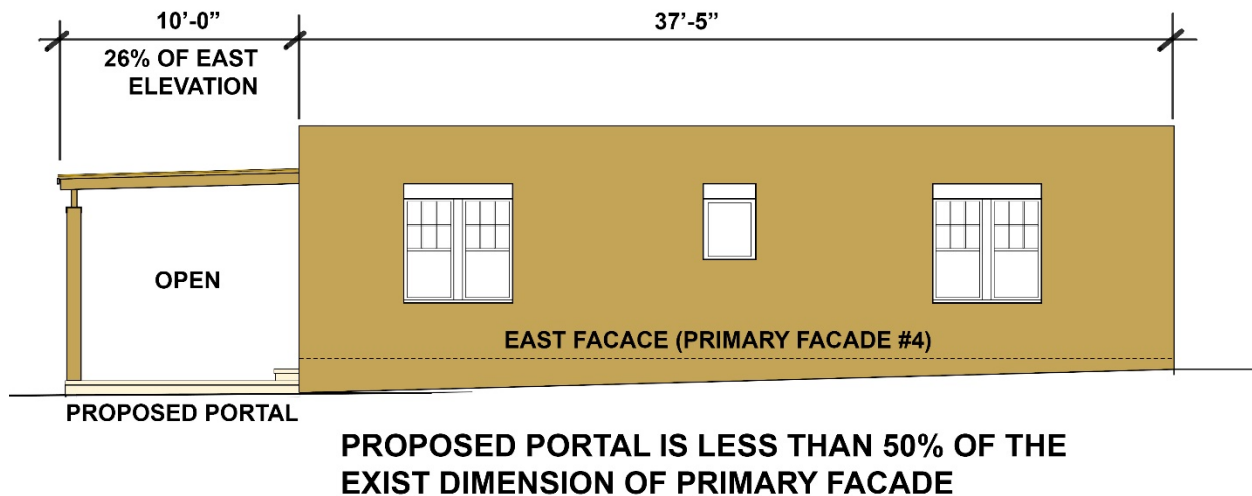 10’-0”
37’-5”
26% OF EAST
ELEVATION
OPEN
EAST FACACE (PRIMARY FACADE #4)
PROPOSED PORTAL
PROPOSED PORTAL IS LESS THAN 50% OF THE
EXIST DIMENSION OF PRIMARY FACADE